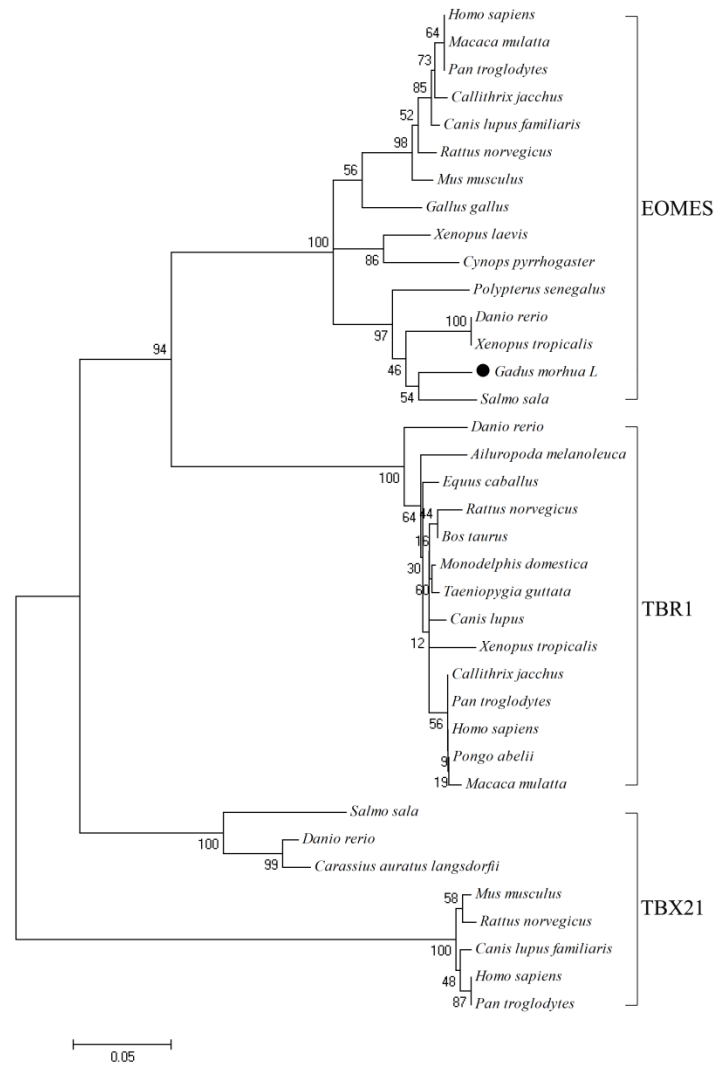 Homo sapiens
64
Macaca mulatta
73
Pan troglodytes
85
Callithrix jacchus
52
Canis lupus familiaris
98
Rattus norvegicus
56
Mus musculus
Gallus gallus
EOMES
Xenopus laevis
100
86
Cynops pyrrhogaster
Polypterus senegalus
97
Danio rerio
100
Xenopus tropicalis
94
46
Gadus morhua L
54
Salmo sala
Danio rerio
100
Ailuropoda melanoleuca
Equus caballus
64
44
Rattus norvegicus
16
Bos taurus
30
Monodelphis domestica
60
Taeniopygia guttata
TBR1
Canis lupus
12
Xenopus tropicalis
Callithrix jacchus
Pan troglodytes
56
Homo sapiens
9
Pongo abelii
19
Macaca mulatta
Salmo sala
100
Danio rerio
99
Carassius auratus langsdorfii
58
Mus musculus
TBX21
Rattus norvegicus
100
Canis lupus familiaris
48
Homo sapiens
87
Pan troglodytes
0.05